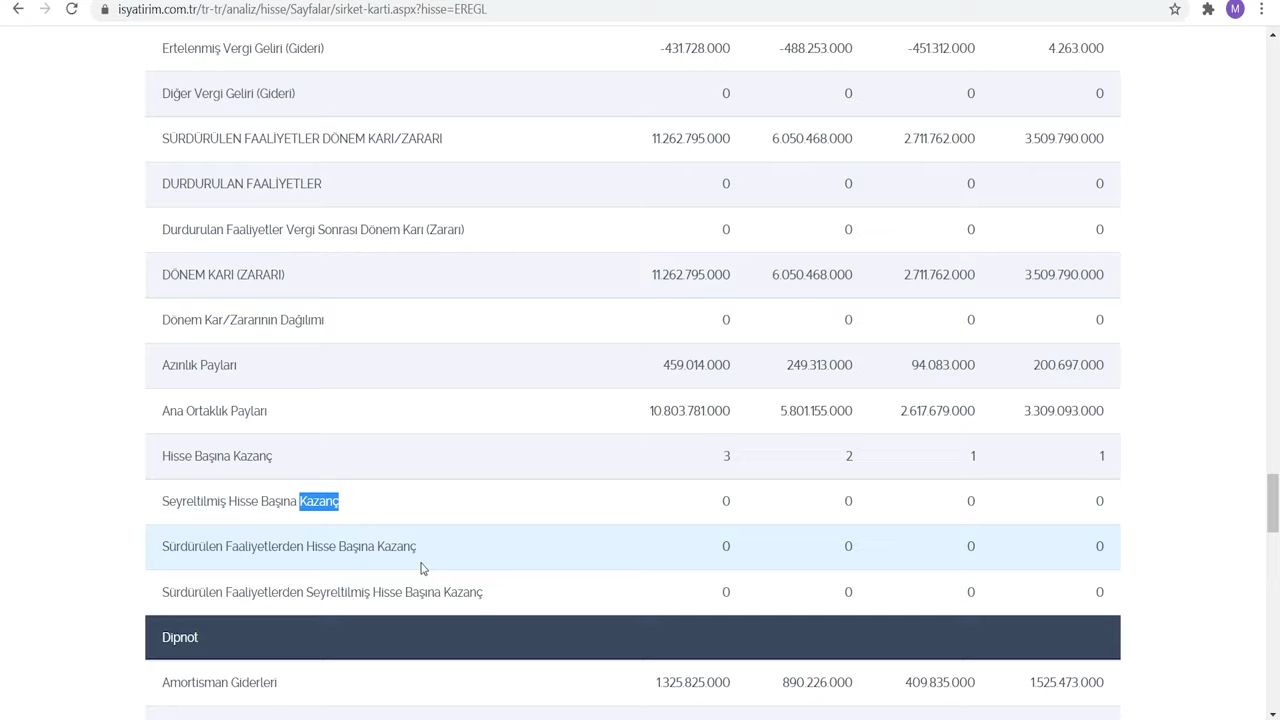 isyatirim.com.tr/tr-tr/analiz/hisse/Sayfalar/sirket-karti.aspx?hisse=EREGL
M
Ertelenmiş Vergi Geliri (Gideri) -431.728.000 -488.253.000 -451.312.000 4.263.000
Diğer Vergi Geliri (Gideri) 0 0 0 0
SÜRDÜRÜLEN FAALİYETLER DÖNEM KARI/ZARARI 11.262.795.000 6.050.468.000 2.711.762.000 3.509.790.000
DURDURULAN FAALİYETLER 0 0 0 0
Durdurulan Faaliyetler Vergi Sonrası Dönem Karı (Zararı) 0 0 0 0
DÖNEM KARI (ZARARI) 11.262.795.000 6.050.468.000 2.711.762.000 3.509.790.000
Dönem Kar/Zararının Dağılımı 0 0 0 0
Azınlık Payları 459.014.000 249.313.000 94.083.000 200.697.000
Ana Ortaklık Payları 10.803.781.000 5.801.155.000 2.617.679.000 3.309.093.000
Hisse Başına Kazanç 3 2 1 1
Seyreltilmiş Hisse Başına Kazanç 0 0 0 0
Sürdürülen Faaliyetlerden Hisse Başına Kazanç 0 0 0 0
Sürdürülen Faaliyetlerden Seyreltilmiş Hisse Başına Kazanç 0 0 0 0
Dipnot
Amortisman Giderleri 1.325.825.000 890.226.000 409.835.000 1.525.473.000